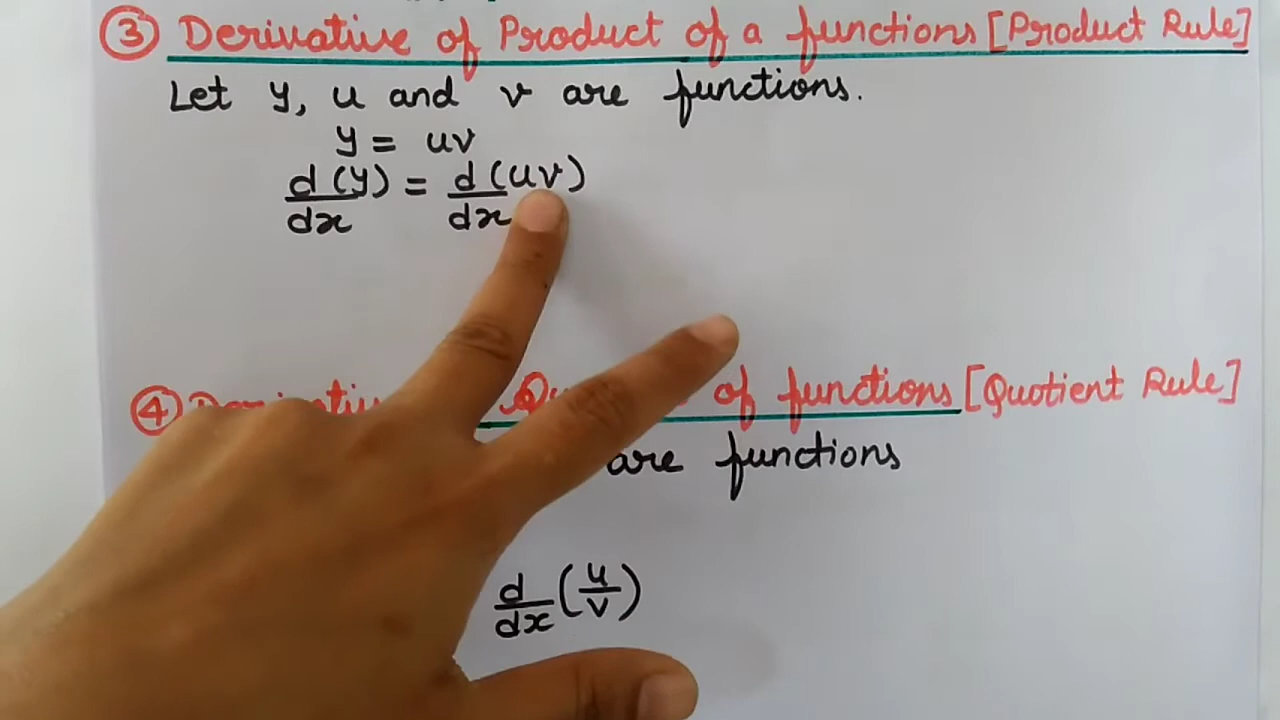 ③ Derivative of Product of a functions [Product Rule]
Let y, u and v are functions.
y = uv
d/dx (y) = d/dx (uv)
④ of functions [Quotient Rule]
are functions
d/dx (u/v)